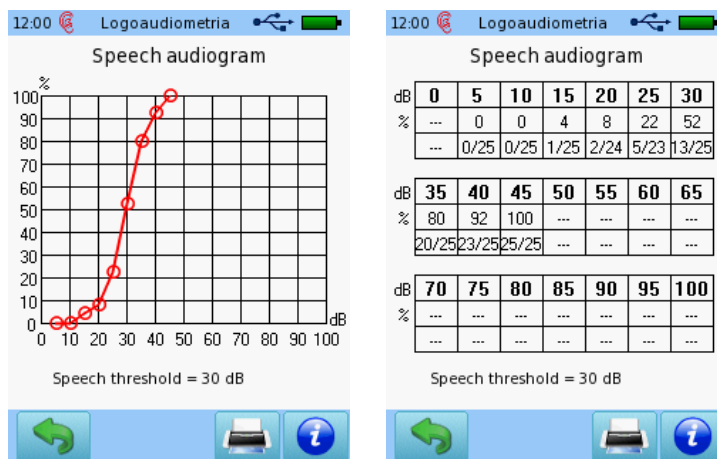 12:00 Logoaudiometria
Speech audiogram
%
100
90
80
70
60
50
40
30
20
10
0
dB
0 10 20 30 40 50 60 70 80 90 100
Speech threshold = 30 dB
i
12:00 Logoaudiometria
Speech audiogram
dB 0 5 10 15 20 25 30
% --- 0 0 4 8 22 52
--- 0/25 0/25 1/25 2/24 5/23 13/25
dB 35 40 45 50 55 60 65
% 80 92 100 --- --- --- ---
20/25 23/25 25/25 --- --- --- ---
dB 70 75 80 85 90 95 100
% --- --- --- --- --- --- ---
--- --- --- --- --- --- ---
Speech threshold = 30 dB
i